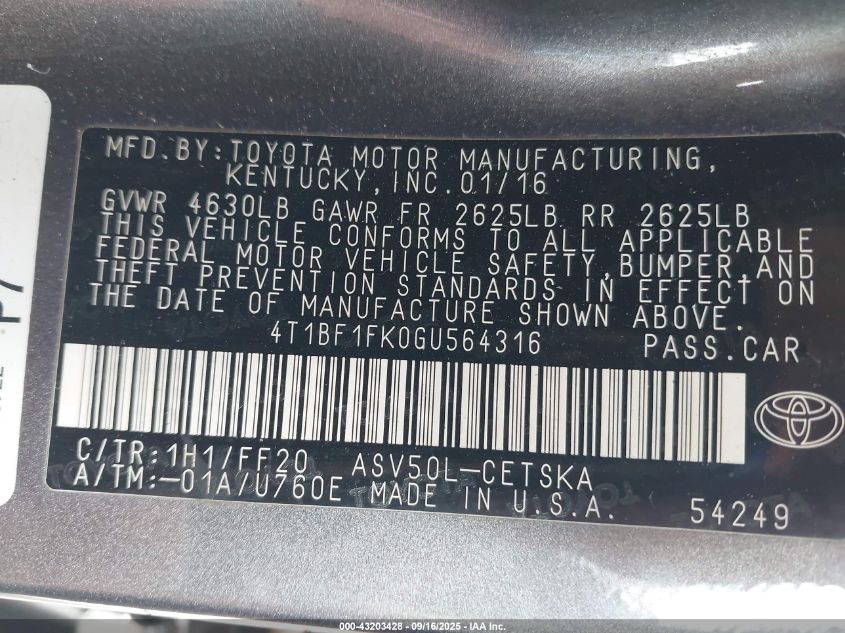 MFD.BY:TOYOTA MOTOR MANUFACTURING,
KENTUCKY,INC.01/16
GVWR 4630LB GAWR FR 2625LB RR 2625LB
THIS VEHICLE CONFORMS TO ALL APPLICABLE
FEDERAL MOTOR VEHICLE SAFETY,BUMPER,AND
THEFT PREVENTION STANDARDS IN EFFECT ON
THE DATE OF MANUFACTURE SHOWN ABOVE.
4T1BF1FK0GU564316 PASS.CAR
C/TR:1H1/FF20 ASV50L-CETSKA
A/TM:-01A/U760E MADE IN U.S.A. 54249
000-43203428 - 09/16/2025 - IAA Inc.